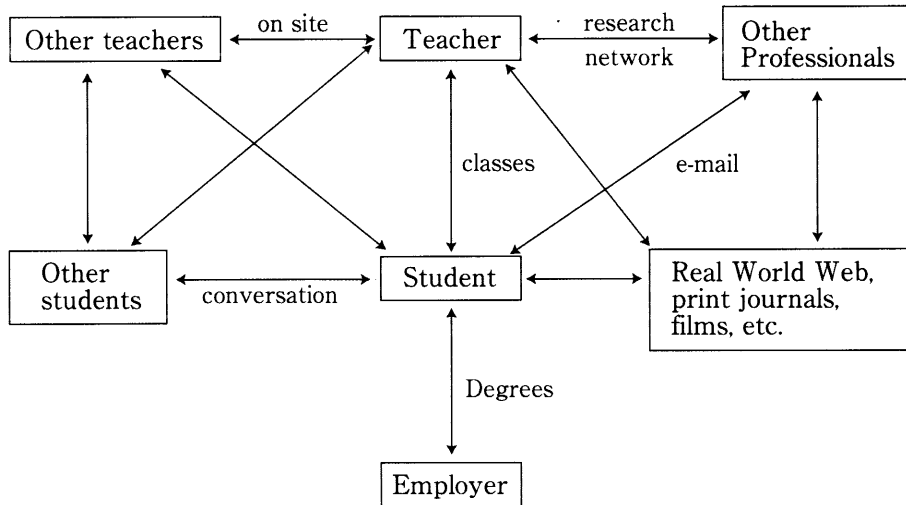 Other teachers
on site
Teacher
research
network
Other
Professionals
classes
e-mail
Other
students
conversation
Student
Real World Web,
print journals,
films, etc.
Degrees
Employer